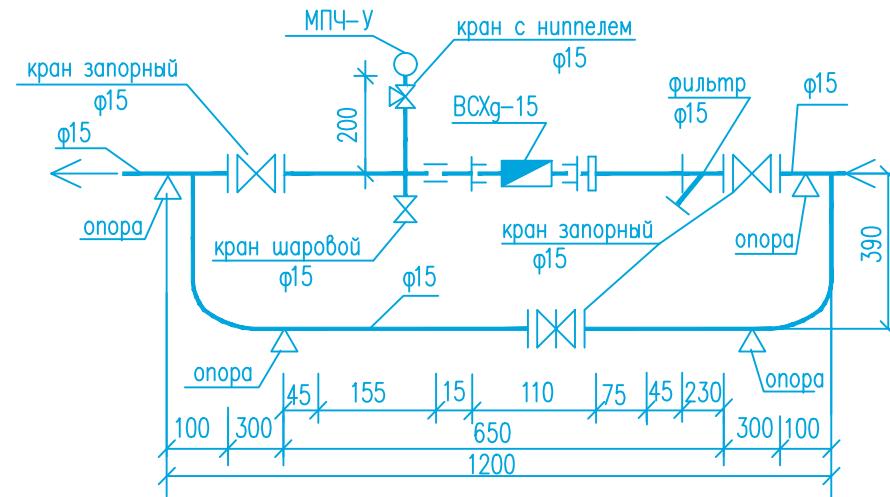 МПЧ-У
кран с ниппелем
φ15
кран запорный
φ15
200
ВСХд-15
фильтр
φ15
φ15
φ15
опора
кран шаровой
φ15
кран запорный
φ15
опора
390
φ15
опора
опора
45 155 15 110 75 45 230
100 300 650 300 100
1200